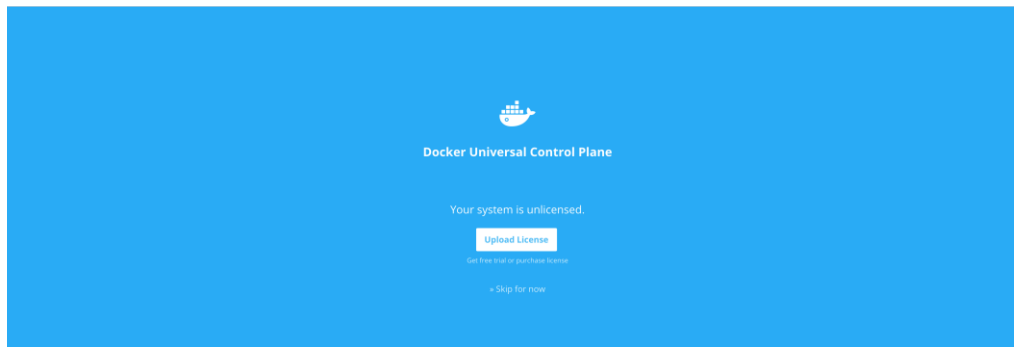 Docker Universal Control Plane
Your system is unlicensed.
Upload License
Get free trial or purchase license
» Skip for now